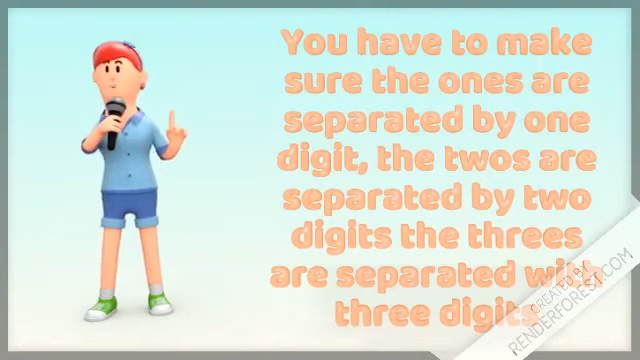 You have to make
sure the ones are
separated by one
digit, the twos are
separated by two
digits the threes
are separated with
three digits
CREATED BY
RENDERFOREST.COM